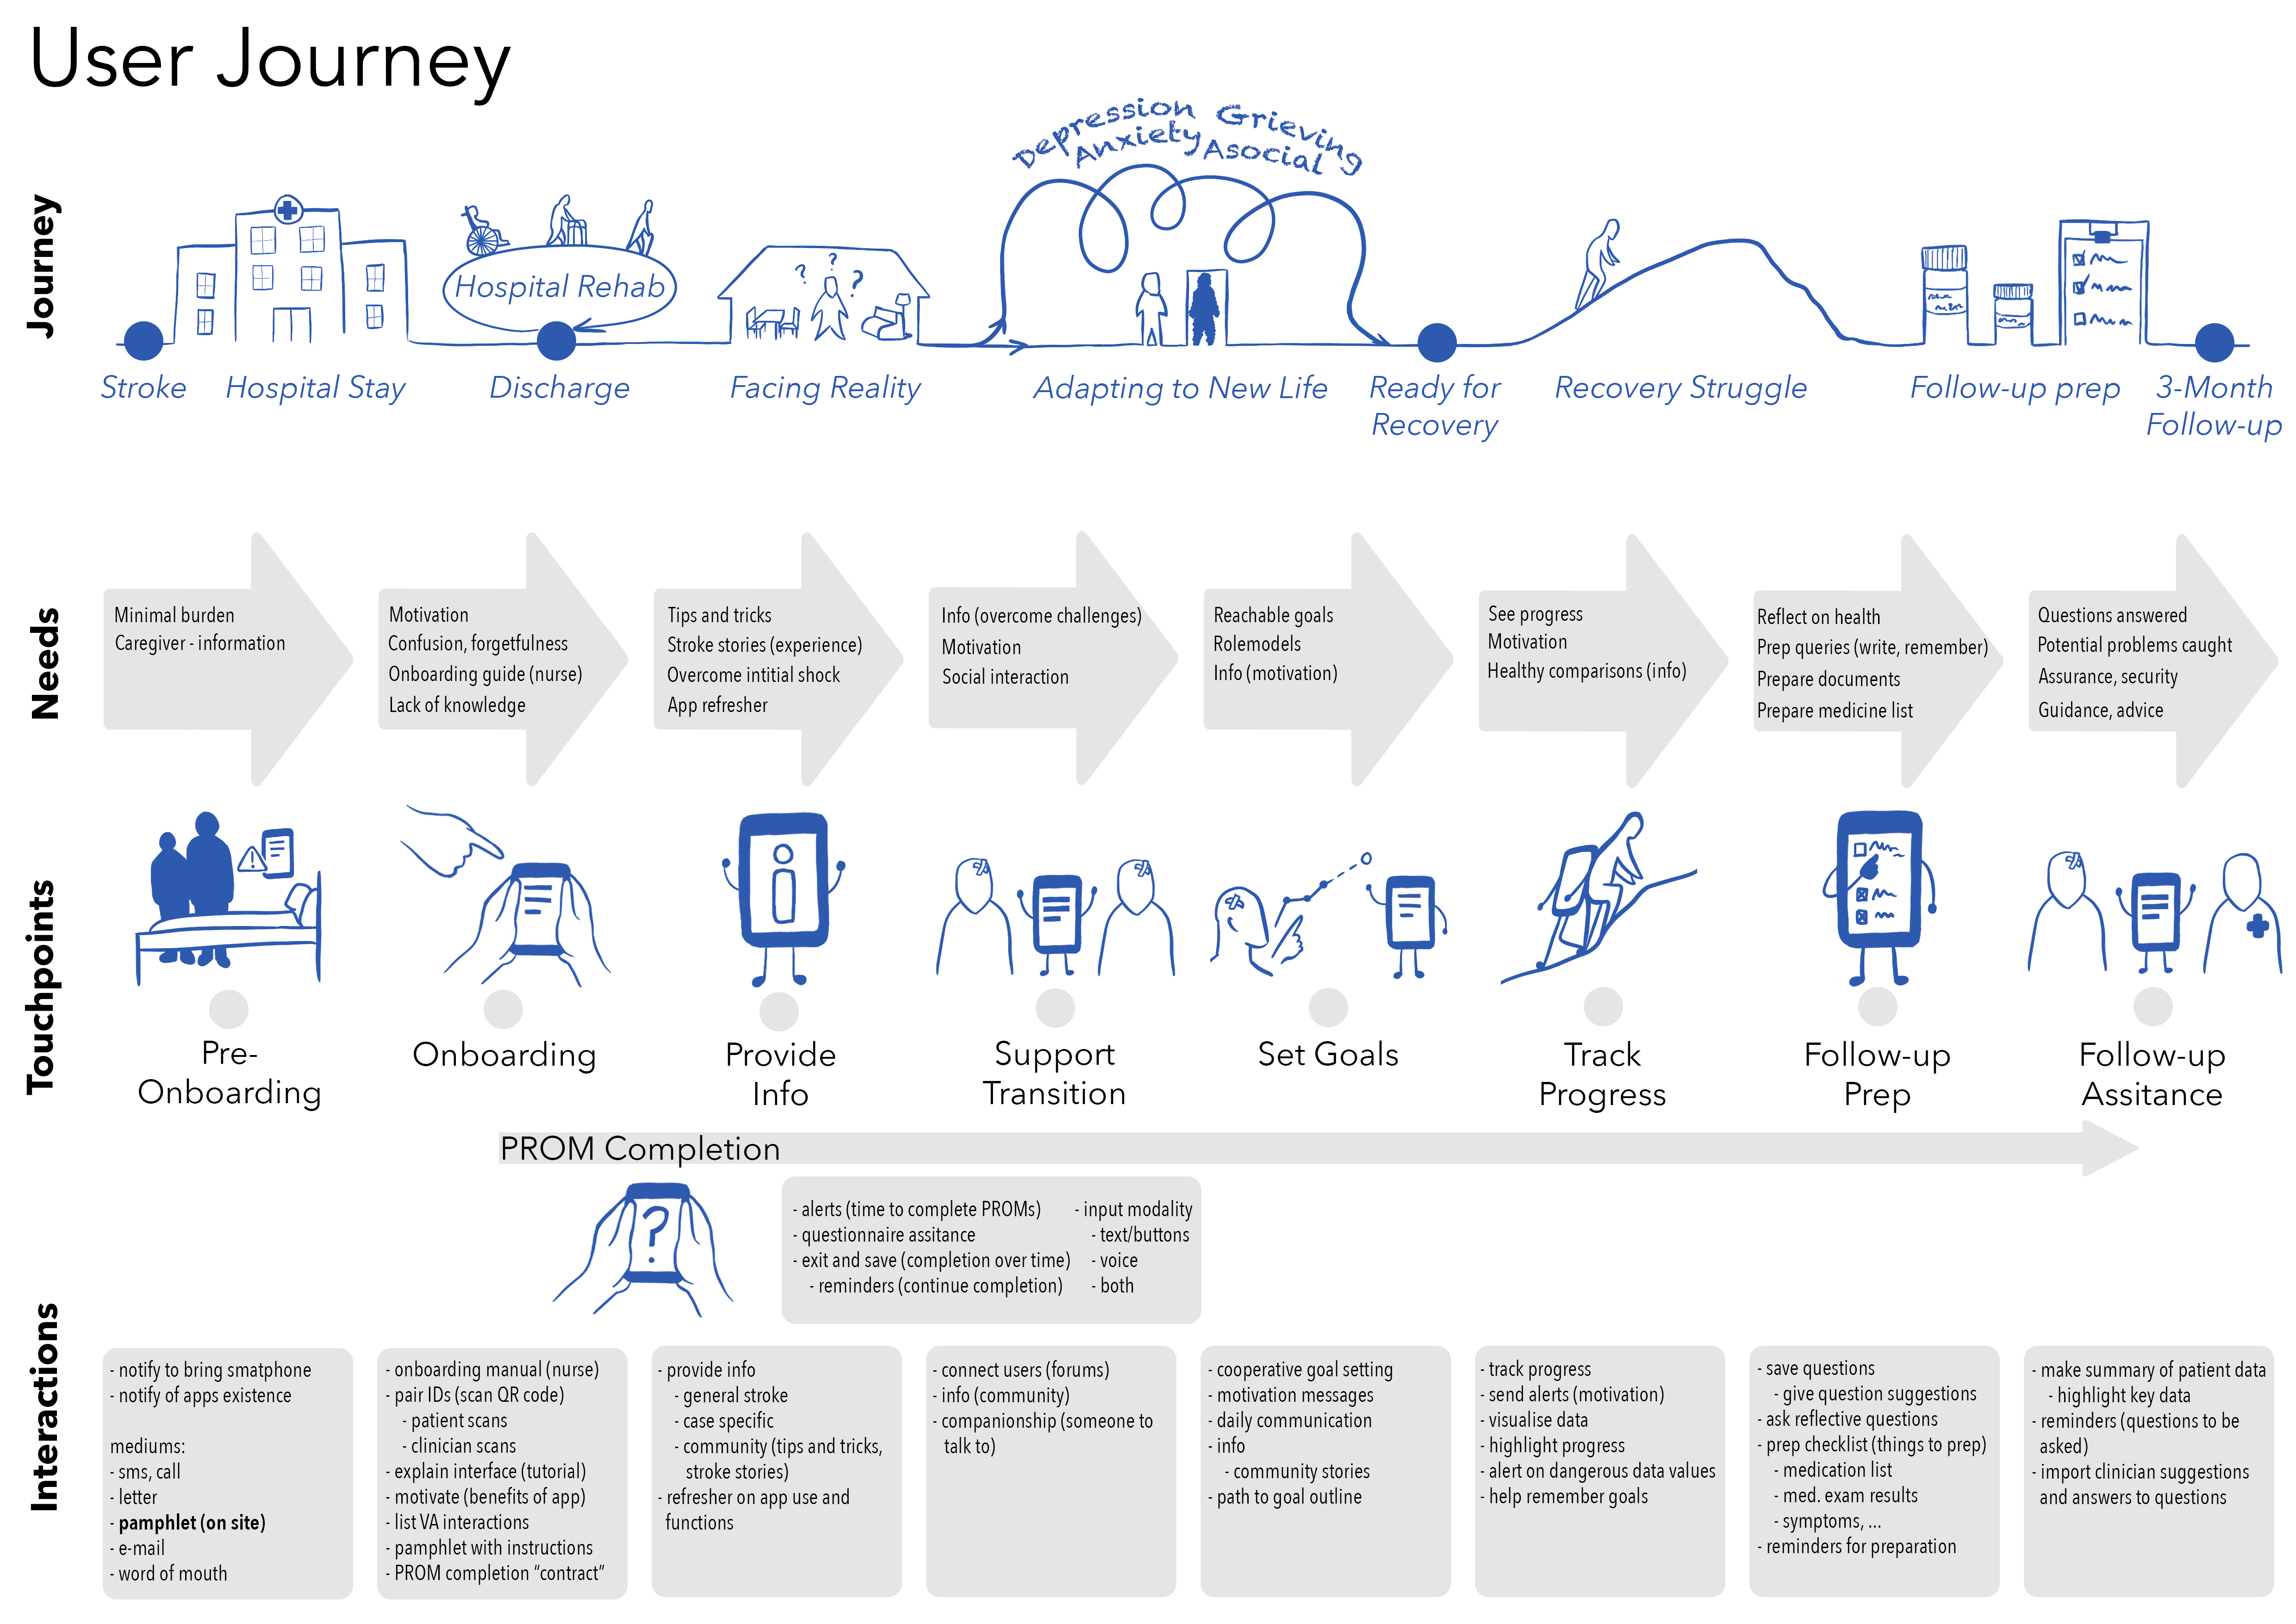 User Journey
Journey
Depression Grieving
Anxiety Asocial
Hospital Rehab
? ? ?
Stroke
Hospital Stay
Discharge
Facing Reality
Adapting to New Life
Ready for
Recovery
Recovery Struggle
Follow-up prep
3-Month
Follow-up
Needs
Minimal burden
Caregiver - information
Motivation
Confusion, forgetfulness
Onboarding guide (nurse)
Lack of knowledge
Tips and tricks
Stroke stories (experience)
Overcome intitial shock
App refresher
Info (overcome challenges)
Motivation
Social interaction
Reachable goals
Rolemodels
Info (motivation)
See progress
Motivation
Healthy comparisons (info)
Reflect on health
Prep queries (write, remember)
Prepare documents
Prepare medicine list
Questions answered
Potential problems caught
Assurance, security
Guidance, advice
Touchpoints
!
Pre-
Onboarding
Onboarding
Provide
Info
Support
Transition
Set Goals
Track
Progress
Follow-up
Prep
Follow-up
Assitance
PROM Completion
?
- alerts (time to complete PROMs)
- questionnaire assitance
- exit and save (completion over time)
- reminders (continue completion)
- input modality
- text/buttons
- voice
- both
Interactions
- notify to bring smatphone
- notify of apps existence
mediums:
- sms, call
- letter
- pamphlet (on site)
- e-mail
- word of mouth
- onboarding manual (nurse)
- pair IDs (scan QR code)
- patient scans
- clinician scans
- explain interface (tutorial)
- motivate (benefits of app)
- list VA interactions
- pamphlet with instructions
- PROM completion “contract”
- provide info
- general stroke
- case specific
- community (tips and tricks,
stroke stories)
- refresher on app use and
functions
- connect users (forums)
- info (community)
- companionship (someone to
talk to)
- cooperative goal setting
- motivation messages
- daily communication
- info
- community stories
- path to goal outline
- track progress
- send alerts (motivation)
- visualise data
- highlight progress
- alert on dangerous data values
- help remember goals
- save questions
- give question suggestions
- ask reflective questions
- prep checklist (things to prep)
- medication list
- med. exam results
- symptoms, ...
- reminders for preparation
- make summary of patient data
- highlight key data
- reminders (questions to be
asked)
- import clinician suggestions
and answers to questions